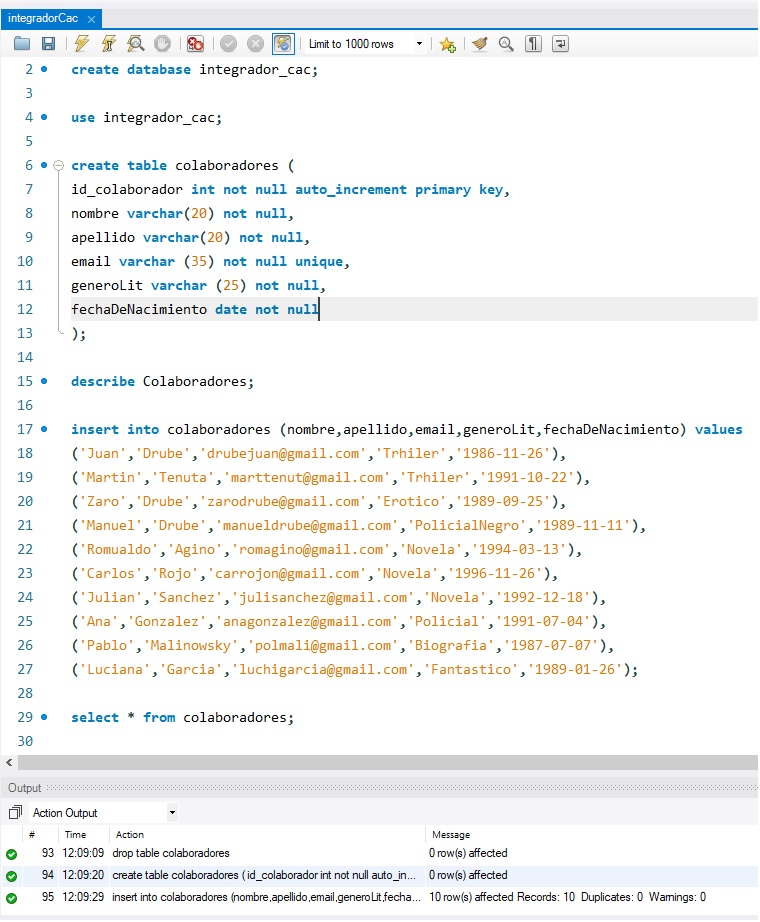 integradorCac ×
Limit to 1000 rows
2 create database integrador_cac;
3
4 use integrador_cac;
5
6 create table colaboradores (
7 id_colaborador int not null auto_increment primary key,
8 nombre varchar(20) not null,
9 apellido varchar(20) not null,
10 email varchar (35) not null unique,
11 generoLit varchar (25) not null,
12 fechaDeNacimiento date not null
13 );
14
15 describe Colaboradores;
16
17 insert into colaboradores (nombre,apellido,email,generoLit,fechaDeNacimiento) values
18 ('Juan','Drube','drubejuan@gmail.com','Trhiler','1986-11-26'),
19 ('Martin','Tenuta','marttenut@gmail.com','Trhiler','1991-10-22'),
20 ('Zaro','Drube','zarodrube@gmail.com','Erotico','1989-09-25'),
21 ('Manuel','Drube','manueldrube@gmail.com','PolicialNegro','1989-11-11'),
22 ('Romualdo','Agino','romagino@gmail.com','Novela','1994-03-13'),
23 ('Carlos','Rojo','carrojon@gmail.com','Novela','1996-11-26'),
24 ('Julian','Sanchez','julisanchez@gmail.com','Novela','1992-12-18'),
25 ('Ana','Gonzalez','anagonzalez@gmail.com','Policial','1991-07-04'),
26 ('Pablo','Malinowsky','polmali@gmail.com','Biografia','1987-07-07'),
27 ('Luciana','Garcia','luchigarcia@gmail.com','Fantastico','1989-01-26');
28
29 select * from colaboradores;
30
Output
Action Output
# Time Action Message
93 12:09:09 drop table colaboradores 0 row(s) affected
94 12:09:20 create table colaboradores ( id_colaborador int not null auto_in... 0 row(s) affected
95 12:09:29 insert into colaboradores (nombre,apellido,email,generoLit,fecha... 10 row(s) affected Records: 10 Duplicates: 0 Warnings: 0